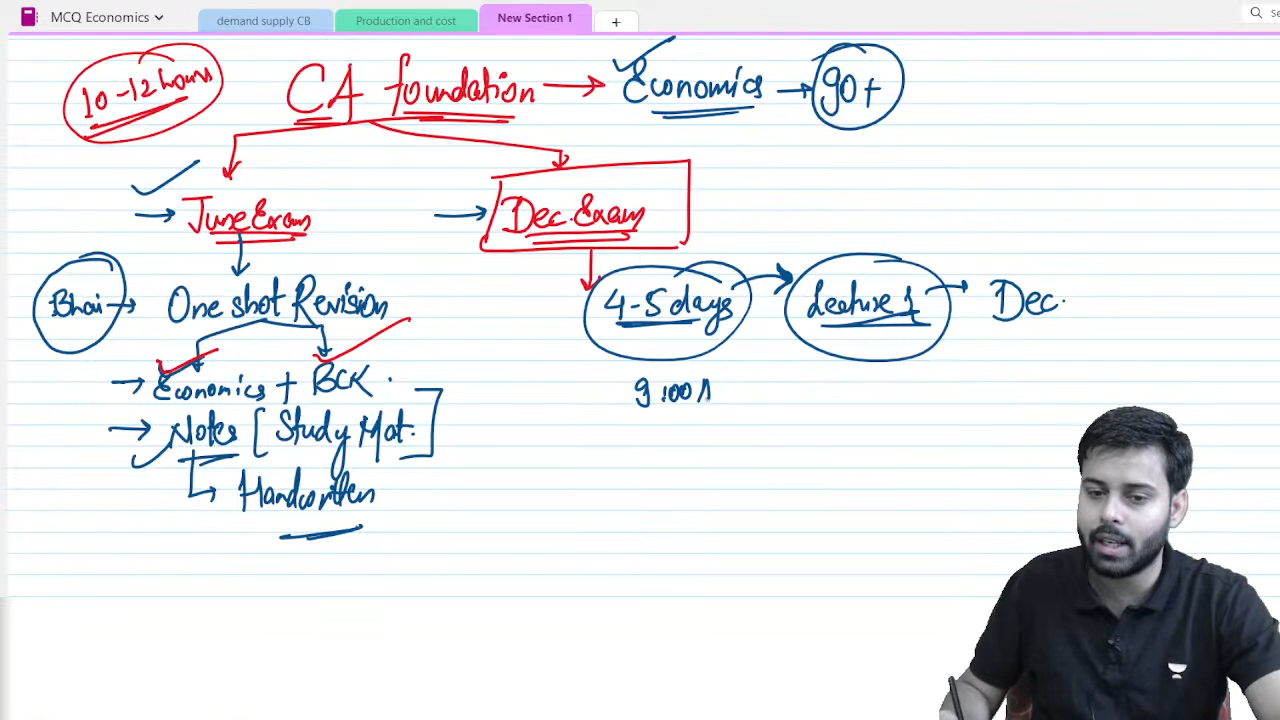 MCQ Economics
demand supply CB
Production and cost
New Section 1
+
10-12 hours
CA foundation → Economics → 90+
→ June Exam
→ Dec. Exam
Bhai → One shot Revision
4-5 days → Lecture 1 → Dec.
→ Economics + BCK.
9:00 A
→ Notes [Study Mat.]
Handwritten